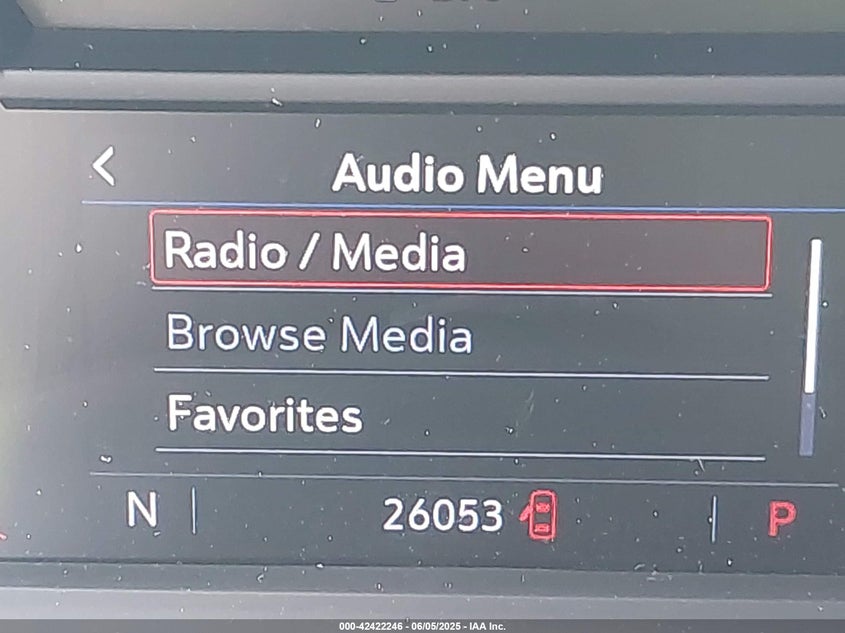 Audio Menu
Radio / Media
Browse Media
Favorites
N 26053 P
000-42422246 - 06/05/2025 - IAA Inc.